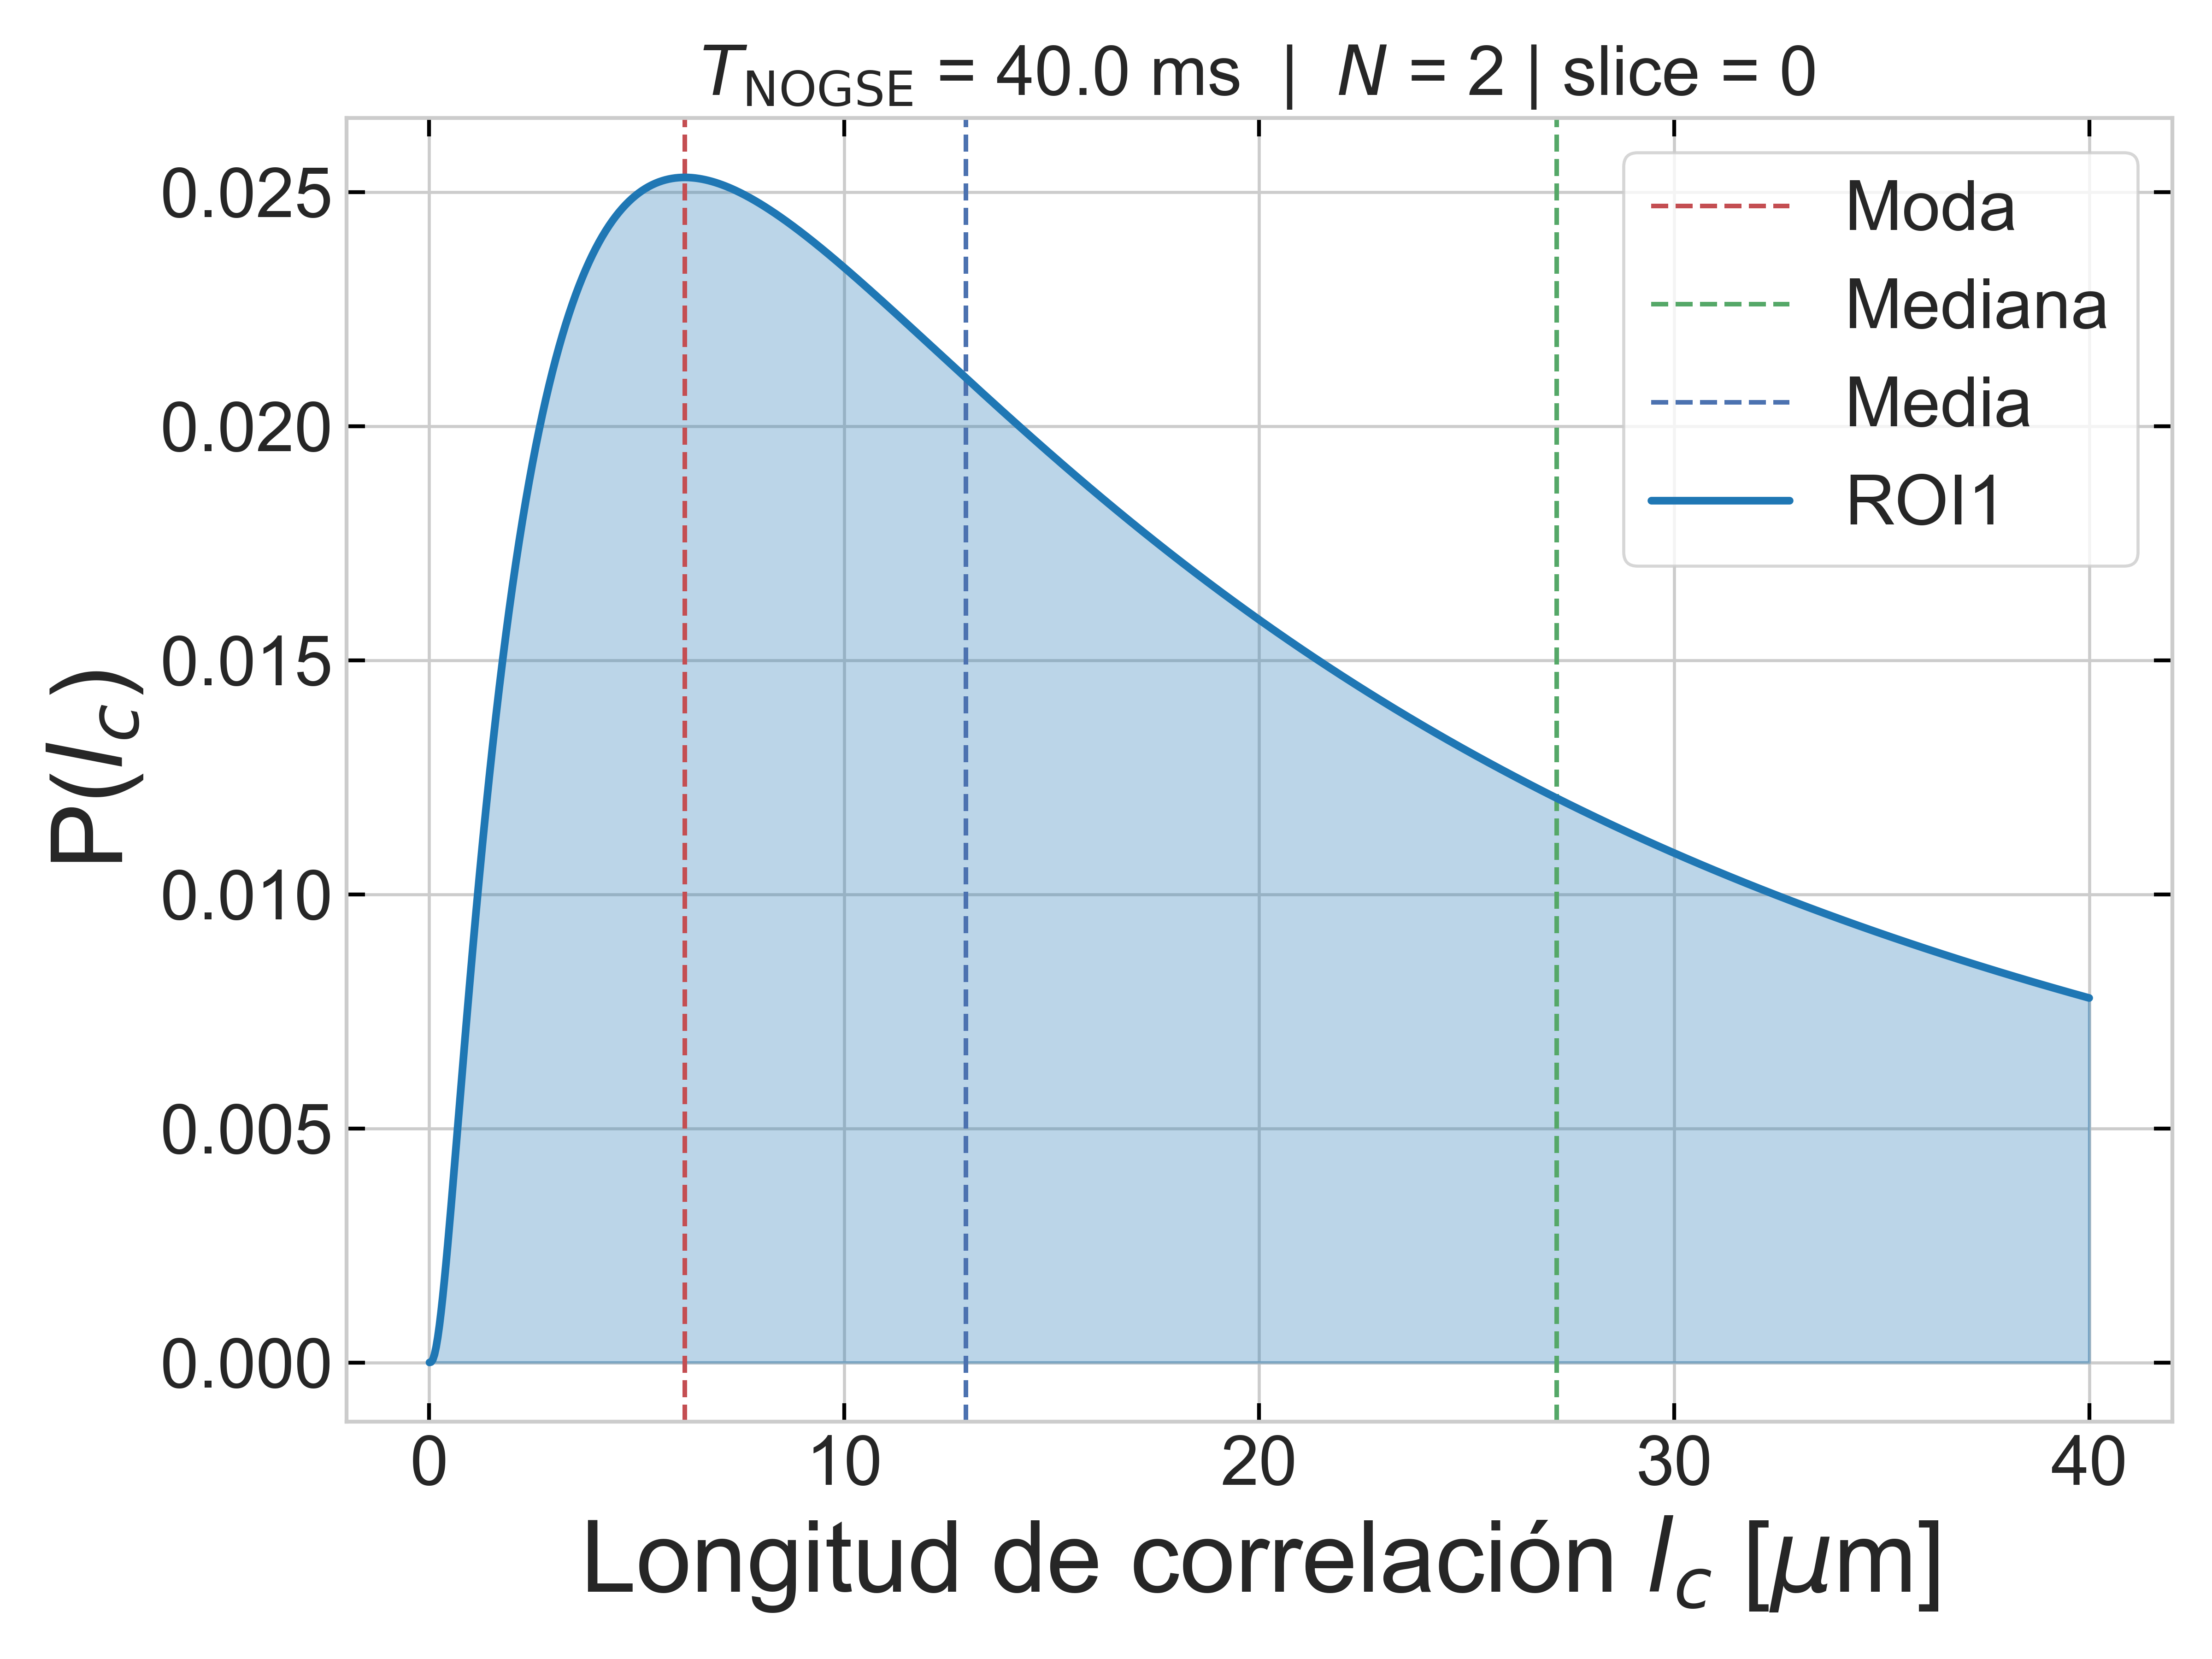 T_NOGSE = 40.0 ms | N = 2 | slice = 0
Moda
Mediana
Media
ROI1
P(l_c)
0.025
0.020
0.015
0.010
0.005
0.000
0 10 20 30 40
Longitud de correlación l_c [μm]